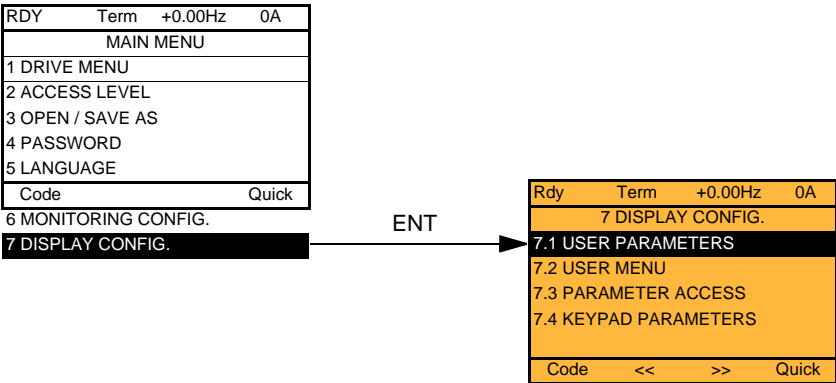 RDY Term +0.00Hz 0A
MAIN MENU
1 DRIVE MENU
2 ACCESS LEVEL
3 OPEN / SAVE AS
4 PASSWORD
5 LANGUAGE
Code Quick
6 MONITORING CONFIG.
7 DISPLAY CONFIG.
ENT
Rdy Term +0.00Hz 0A
7 DISPLAY CONFIG.
7.1 USER PARAMETERS
7.2 USER MENU
7.3 PARAMETER ACCESS
7.4 KEYPAD PARAMETERS
Code << >> Quick